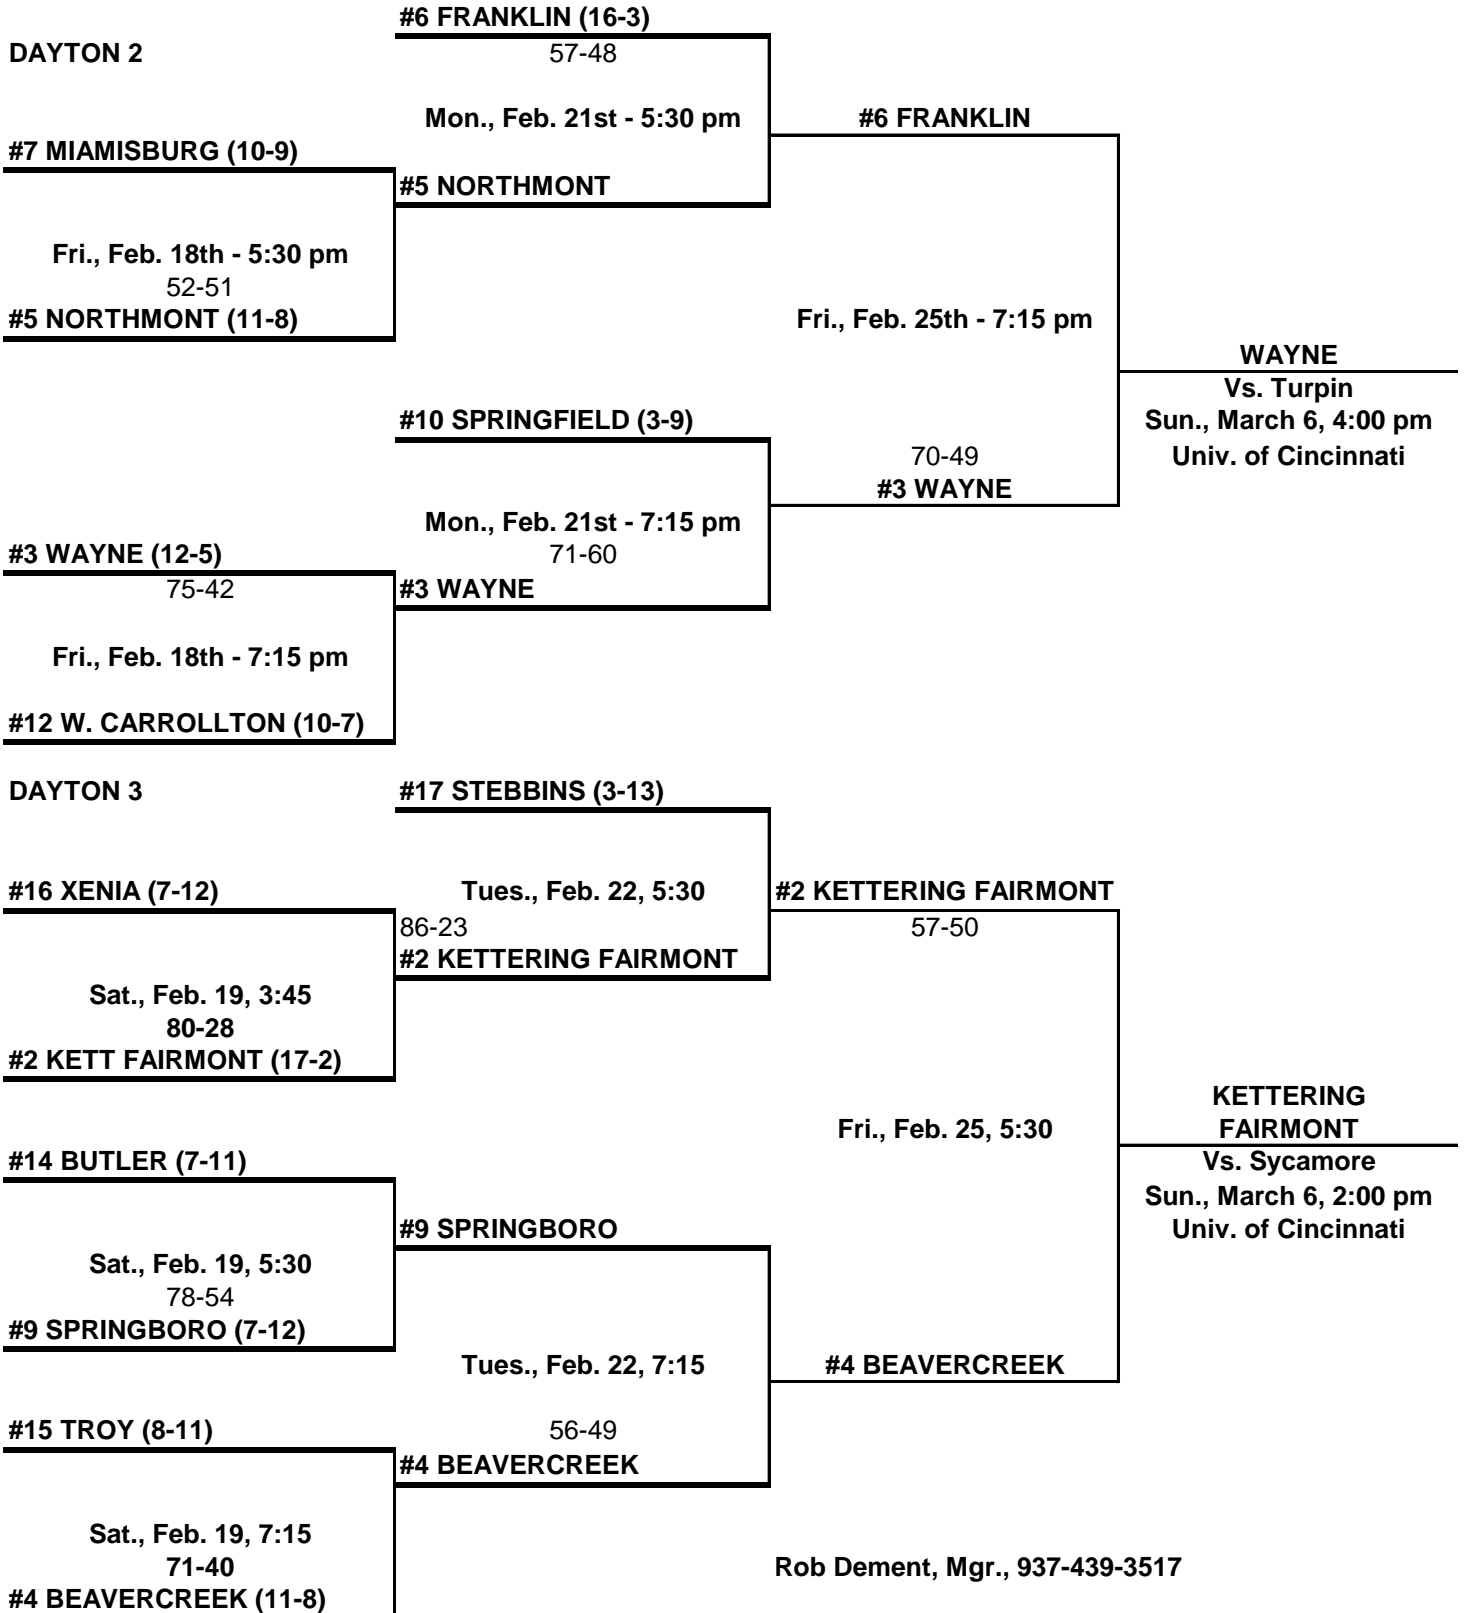 #6 FRANKLIN (16-3)
DAYTON 2
57-48
Mon., Feb. 21st - 5:30 pm
#6 FRANKLIN
#7 MIAMISBURG (10-9)
#5 NORTHMONT
Fri., Feb. 18th - 5:30 pm
52-51
#5 NORTHMONT (11-8)
Fri., Feb. 25th - 7:15 pm
WAYNE
Vs. Turpin
#10 SPRINGFIELD (3-9)
Sun., March 6, 4:00 pm
70-49
Univ. of Cincinnati
#3 WAYNE
Mon., Feb. 21st - 7:15 pm
#3 WAYNE (12-5)
71-60
75-42
#3 WAYNE
Fri., Feb. 18th - 7:15 pm
#12 W. CARROLLTON (10-7)
DAYTON 3
#17 STEBBINS (3-13)
#16 XENIA (7-12)
Tues., Feb. 22, 5:30
#2 KETTERING FAIRMONT
86-23
57-50
#2 KETTERING FAIRMONT
Sat., Feb. 19, 3:45
80-28
#2 KETT FAIRMONT (17-2)
KETTERING
FAIRMONT
Fri., Feb. 25, 5:30
#14 BUTLER (7-11)
Vs. Sycamore
Sun., March 6, 2:00 pm
#9 SPRINGBORO
Univ. of Cincinnati
Sat., Feb. 19, 5:30
78-54
#9 SPRINGBORO (7-12)
Tues., Feb. 22, 7:15
#4 BEAVERCREEK
#15 TROY (8-11)
56-49
#4 BEAVERCREEK
Sat., Feb. 19, 7:15
71-40
Rob Dement, Mgr., 937-439-3517
#4 BEAVERCREEK (11-8)